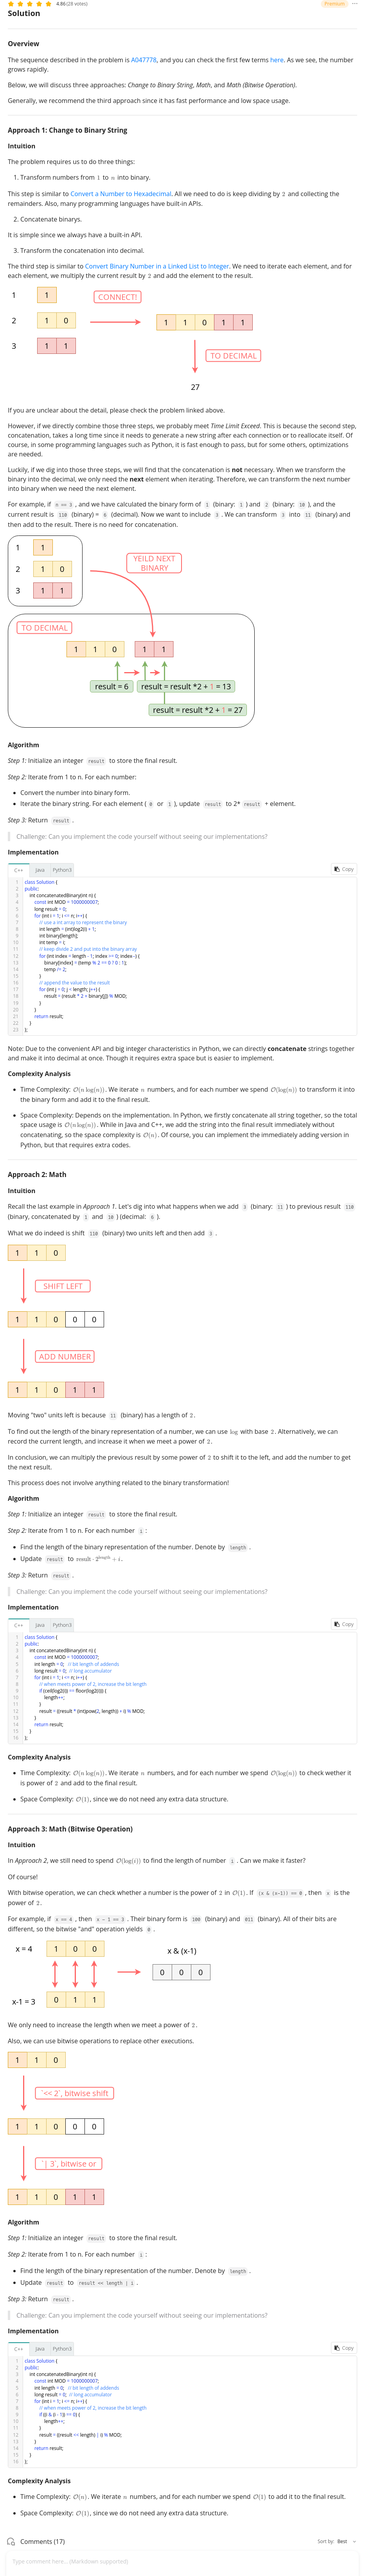 4.86 (28 votes)
Premium
Solution
Overview
The sequence described in the problem is A047778, and you can check the first few terms here. As we see, the number
grows rapidly.
Below, we will discuss three approaches: Change to Binary String, Math, and Math (Bitwise Operation).
Generally, we recommend the third approach since it has fast performance and low space usage.
Approach 1: Change to Binary String
Intuition
The problem requires us to do three things:
1. Transform numbers from 1 to n into binary.
This step is similar to Convert a Number to Hexadecimal. All we need to do is keep dividing by 2 and collecting the
remainders. Also, many programming languages have built-in APIs.
2. Concatenate binarys.
It is simple since we always have a built-in API.
3. Transform the concatenation into decimal.
The third step is similar to Convert Binary Number in a Linked List to Integer. We need to iterate each element, and for
each element, we multiply the current result by 2 and add the element to the result.
1 1 CONNECT!
2 1 0 1 1 0 1 1
3 1 1
TO DECIMAL
27
If you are unclear about the detail, please check the problem linked above.
However, if we directly combine those three steps, we probably meet Time Limit Exceed. This is because the second step,
concatenation, takes a long time since it needs to generate a new string after each connection or to reallocate itself. Of
course, in some programming languages such as Python, it is fast enough to pass, but for some others, optimizations
are needed.
Luckily, if we dig into those three steps, we will find that the concatenation is not necessary. When we transform the
binary into the decimal, we only need the next element when iterating. Therefore, we can transform the next number
into binary when we need the next element.
For example, if n == 3 , and we have calculated the binary form of 1 (binary: 1 ) and 2 (binary: 10 ), and the
current result is 110 (binary) = 6 (decimal). Now we want to include 3 . We can transform 3 into 11 (binary) and
then add to the result. There is no need for concatenation.
1 1
2 1 0
3 1 1
YEILD NEXT
BINARY
TO DECIMAL
1 1 0 1 1
result = 6 result = result *2 + 1 = 13
result = result *2 + 1 = 27
Algorithm
Step 1: Initialize an integer result to store the final result.
Step 2: Iterate from 1 to n. For each number:
• Convert the number into binary form.
• Iterate the binary string. For each element ( 0 or 1 ), update result to 2* result + element.
Step 3: Return result .
Challenge: Can you implement the code yourself without seeing our implementations?
Implementation
C++ Java Python3 Copy
1 class Solution {
2 public:
3 int concatenatedBinary(int n) {
4 const int MOD = 1000000007;
5 long result = 0;
6 for (int i = 1; i <= n; i++) {
7 // use a int array to represent the binary
8 int length = (int)log2(i) + 1;
9 int binary[length];
10 int temp = i;
11 // keep divide 2 and put into the binary array
12 for (int index = length - 1; index >= 0; index--) {
13 binary[index] = (temp % 2 == 0 ? 0 : 1);
14 temp /= 2;
15 }
16 // append the value to the result
17 for (int j = 0; j < length; j++) {
18 result = (result * 2 + binary[j]) % MOD;
19 }
20 }
21 return result;
22 }
23 };
Note: Due to the convenient API and big integer characteristics in Python, we can directly concatenate strings together
and make it into decimal at once. Though it requires extra space but is easier to implement.
Complexity Analysis
• Time Complexity: O(n log(n)). We iterate n numbers, and for each number we spend O(log(n)) to transform it into
the binary form and add it to the final result.
• Space Complexity: Depends on the implementation. In Python, we firstly concatenate all string together, so the total
space usage is O(n log(n)). While in Java and C++, we add the string into the final result immediately without
concatenating, so the space complexity is O(n). Of course, you can implement the immediately adding version in
Python, but that requires extra codes.
Approach 2: Math
Intuition
Recall the last example in Approach 1. Let's dig into what happens when we add 3 (binary: 11 ) to previous result 110
(binary, concatenated by 1 and 10 ) (decimal: 6 ).
What we do indeed is shift 110 (binary) two units left and then add 3 .
1 1 0
SHIFT LEFT
1 1 0 0 0
ADD NUMBER
1 1 0 1 1
Moving "two" units left is because 11 (binary) has a length of 2.
To find out the length of the binary representation of a number, we can use log with base 2. Alternatively, we can
record the current length, and increase it when we meet a power of 2.
In conclusion, we can multiply the previous result by some power of 2 to shift it to the left, and add the number to get
the next result.
This process does not involve anything related to the binary transformation!
Algorithm
Step 1: Initialize an integer result to store the final result.
Step 2: Iterate from 1 to n. For each number i :
• Find the length of the binary representation of the number. Denote by length .
• Update result to result · 2^length + i.
Step 3: Return result .
Challenge: Can you implement the code yourself without seeing our implementations?
Implementation
C++ Java Python3 Copy
1 class Solution {
2 public:
3 int concatenatedBinary(int n) {
4 const int MOD = 1000000007;
5 int length = 0; // bit length of addends
6 long result = 0; // long accumulator
7 for (int i = 1; i <= n; i++) {
8 // when meets power of 2, increase the bit length
9 if (ceil(log2(i)) == floor(log2(i))) {
10 length++;
11 }
12 result = ((result * (int)pow(2, length)) + i) % MOD;
13 }
14 return result;
15 }
16 };
Complexity Analysis
• Time Complexity: O(n log(n)). We iterate n numbers, and for each number we spend O(log(n)) to check wether it
is power of 2 and add to the final result.
• Space Complexity: O(1), since we do not need any extra data structure.
Approach 3: Math (Bitwise Operation)
Intuition
In Approach 2, we still need to spend O(log(i)) to find the length of number i . Can we make it faster?
Of course!
With bitwise operation, we can check whether a number is the power of 2 in O(1). If (x & (x-1)) == 0 , then x is the
power of 2.
For example, if x == 4 , then x - 1 == 3 . Their binary form is 100 (binary) and 011 (binary). All of their bits are
different, so the bitwise "and" operation yields 0 .
x = 4 1 0 0
x & (x-1)
0 0 0
x-1 = 3 0 1 1
We only need to increase the length when we meet a power of 2.
Also, we can use bitwise operations to replace other executions.
1 1 0
`<< 2`, bitwise shift
1 1 0 0 0
`| 3`, bitwise or
1 1 0 1 1
Algorithm
Step 1: Initialize an integer result to store the final result.
Step 2: Iterate from 1 to n. For each number i :
• Find the length of the binary representation of the number. Denote by length .
• Update result to result << length | i .
Step 3: Return result .
Challenge: Can you implement the code yourself without seeing our implementations?
Implementation
C++ Java Python3 Copy
1 class Solution {
2 public:
3 int concatenatedBinary(int n) {
4 const int MOD = 1000000007;
5 int length = 0; // bit length of addends
6 long result = 0; // long accumulator
7 for (int i = 1; i <= n; i++) {
8 // when meets power of 2, increase the bit length
9 if ((i & (i - 1)) == 0) {
10 length++;
11 }
12 result = ((result << length) | i) % MOD;
13 }
14 return result;
15 }
16 };
Complexity Analysis
• Time Complexity: O(n). We iterate n numbers, and for each number we spend O(1) to add it to the final result.
• Space Complexity: O(1), since we do not need any extra data structure.
Comments (17)
Sort by: Best
Type comment here... (Markdown supported)